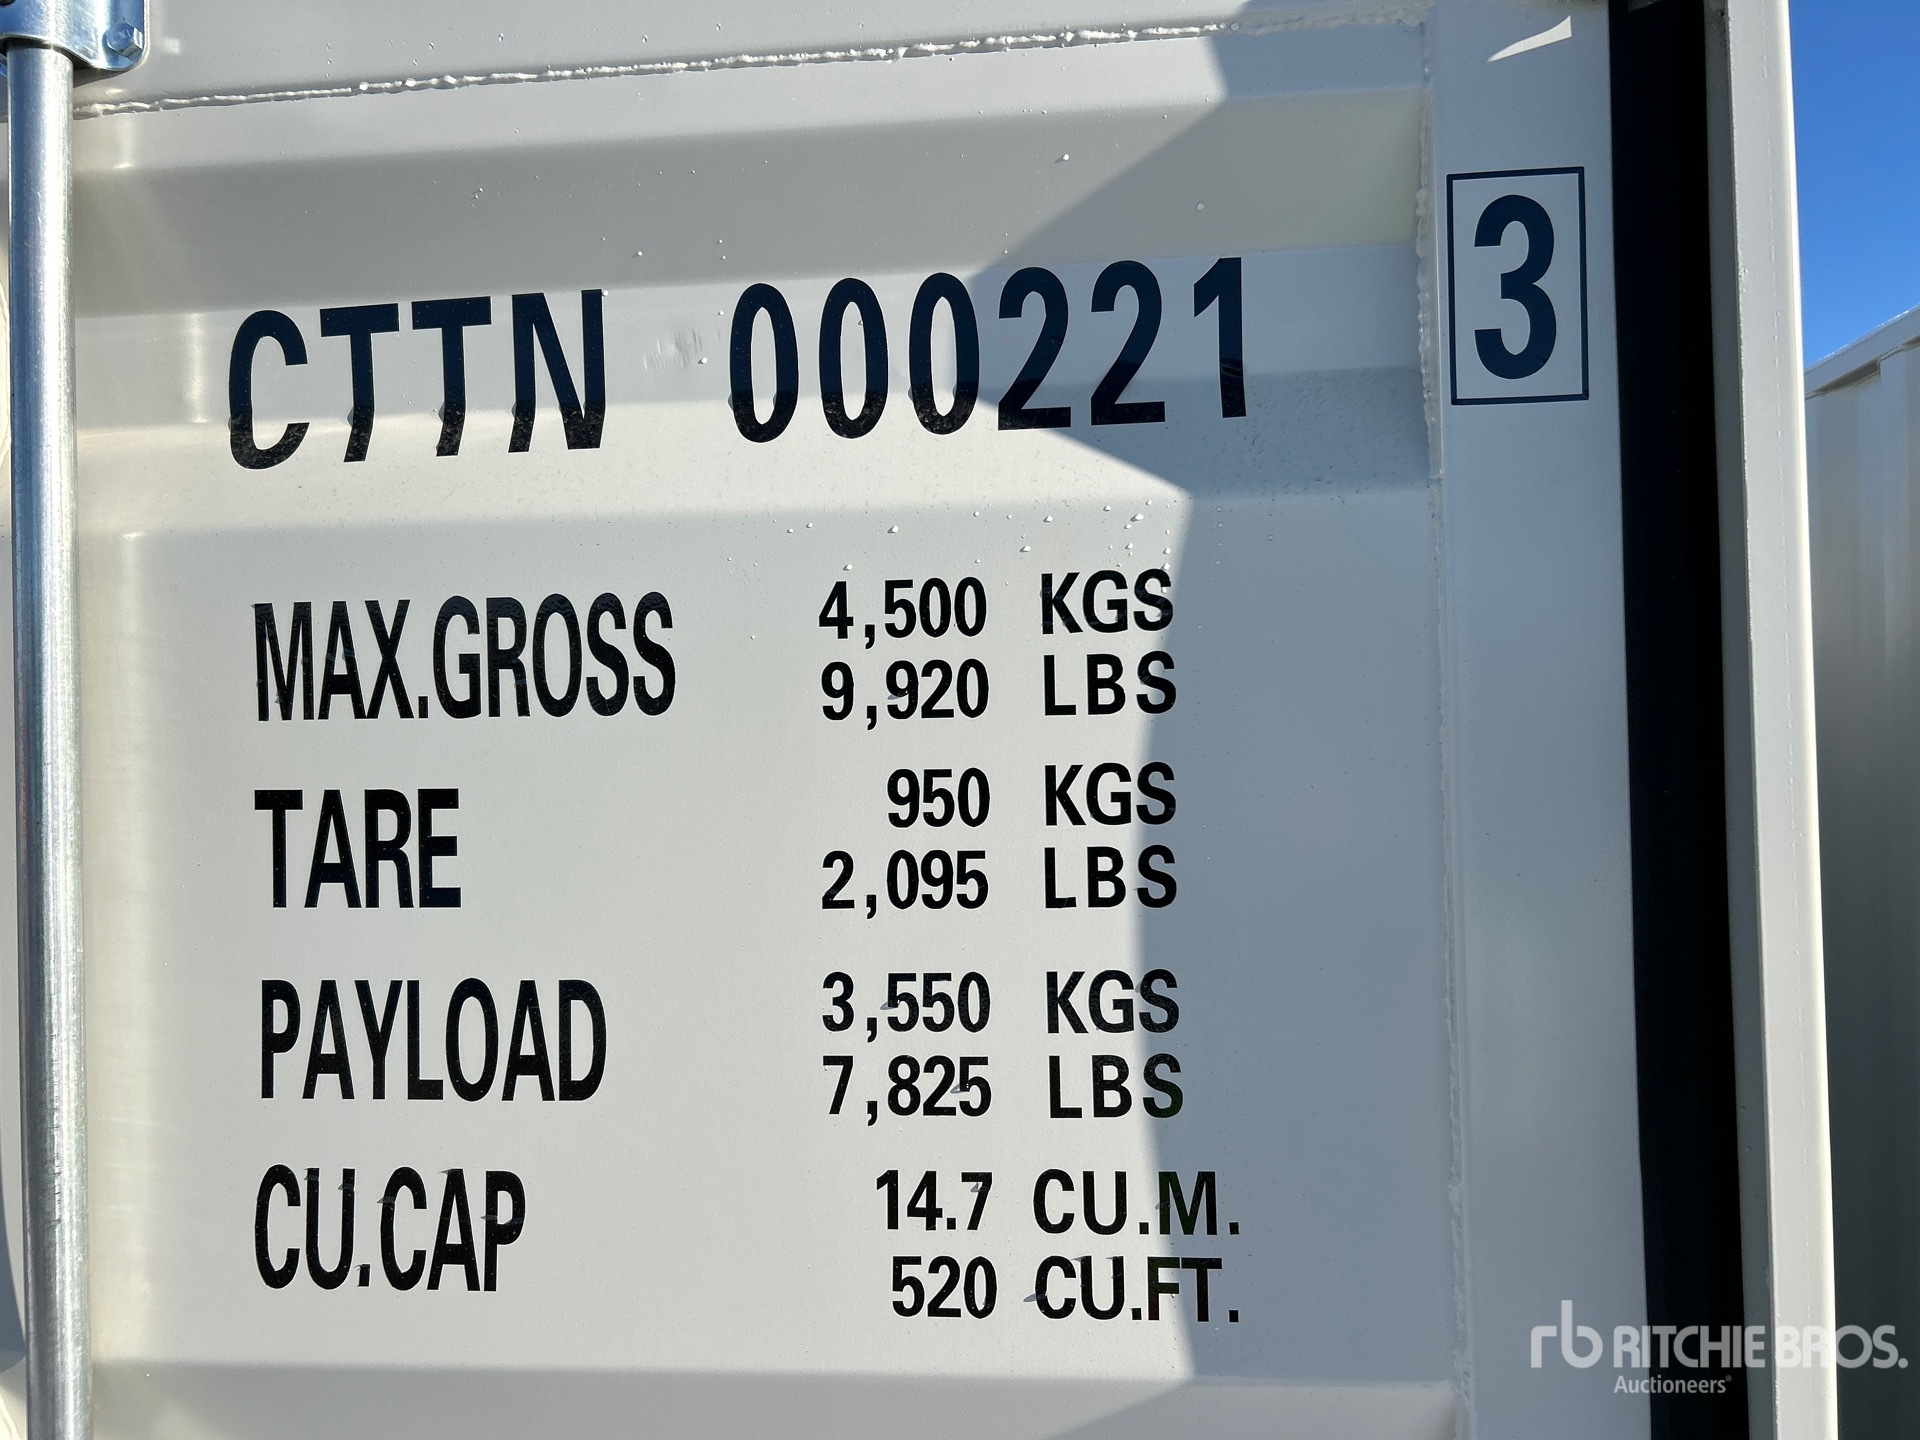 CTTN 000221 3
MAX.GROSS 4,500 KGS
9,920 LBS
TARE 950 KGS
2,095 LBS
PAYLOAD 3,550 KGS
7,825 LBS
CU.CAP 14.7 CU.M.
520 CU.FT.
rb RITCHIE BROS.
Auctioneers®